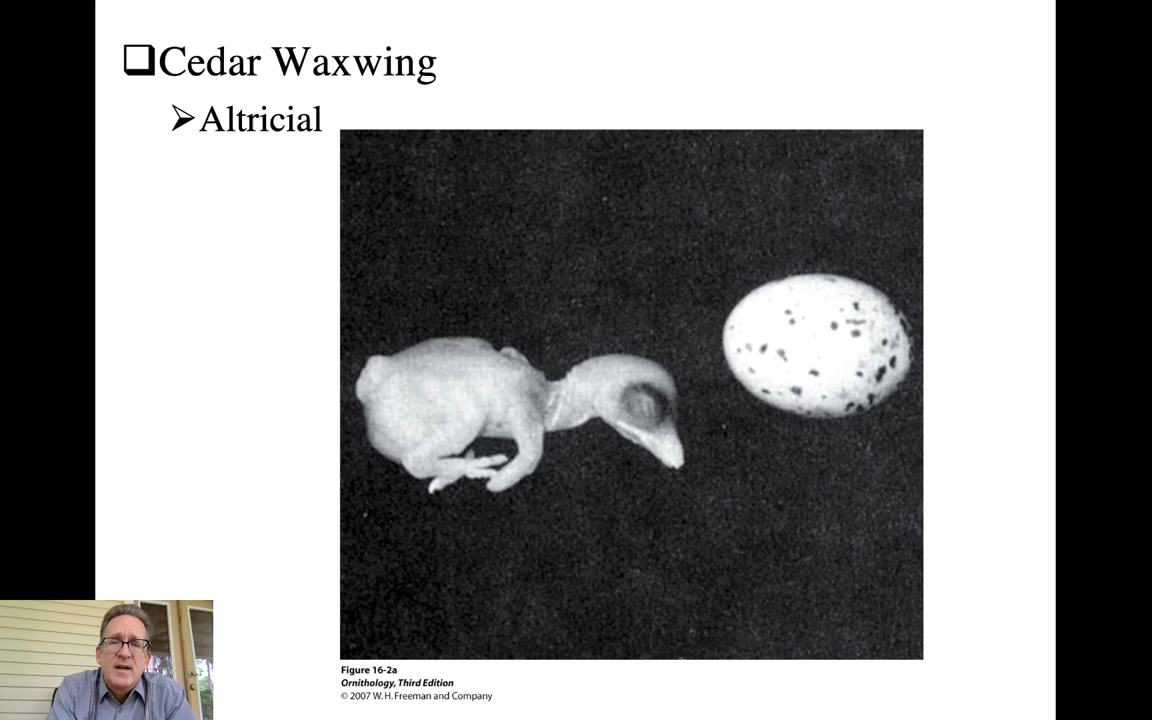 Cedar Waxwing
Altricial
Figure 16-2a
Ornithology, Third Edition
© 2007 W. H. Freeman and Company